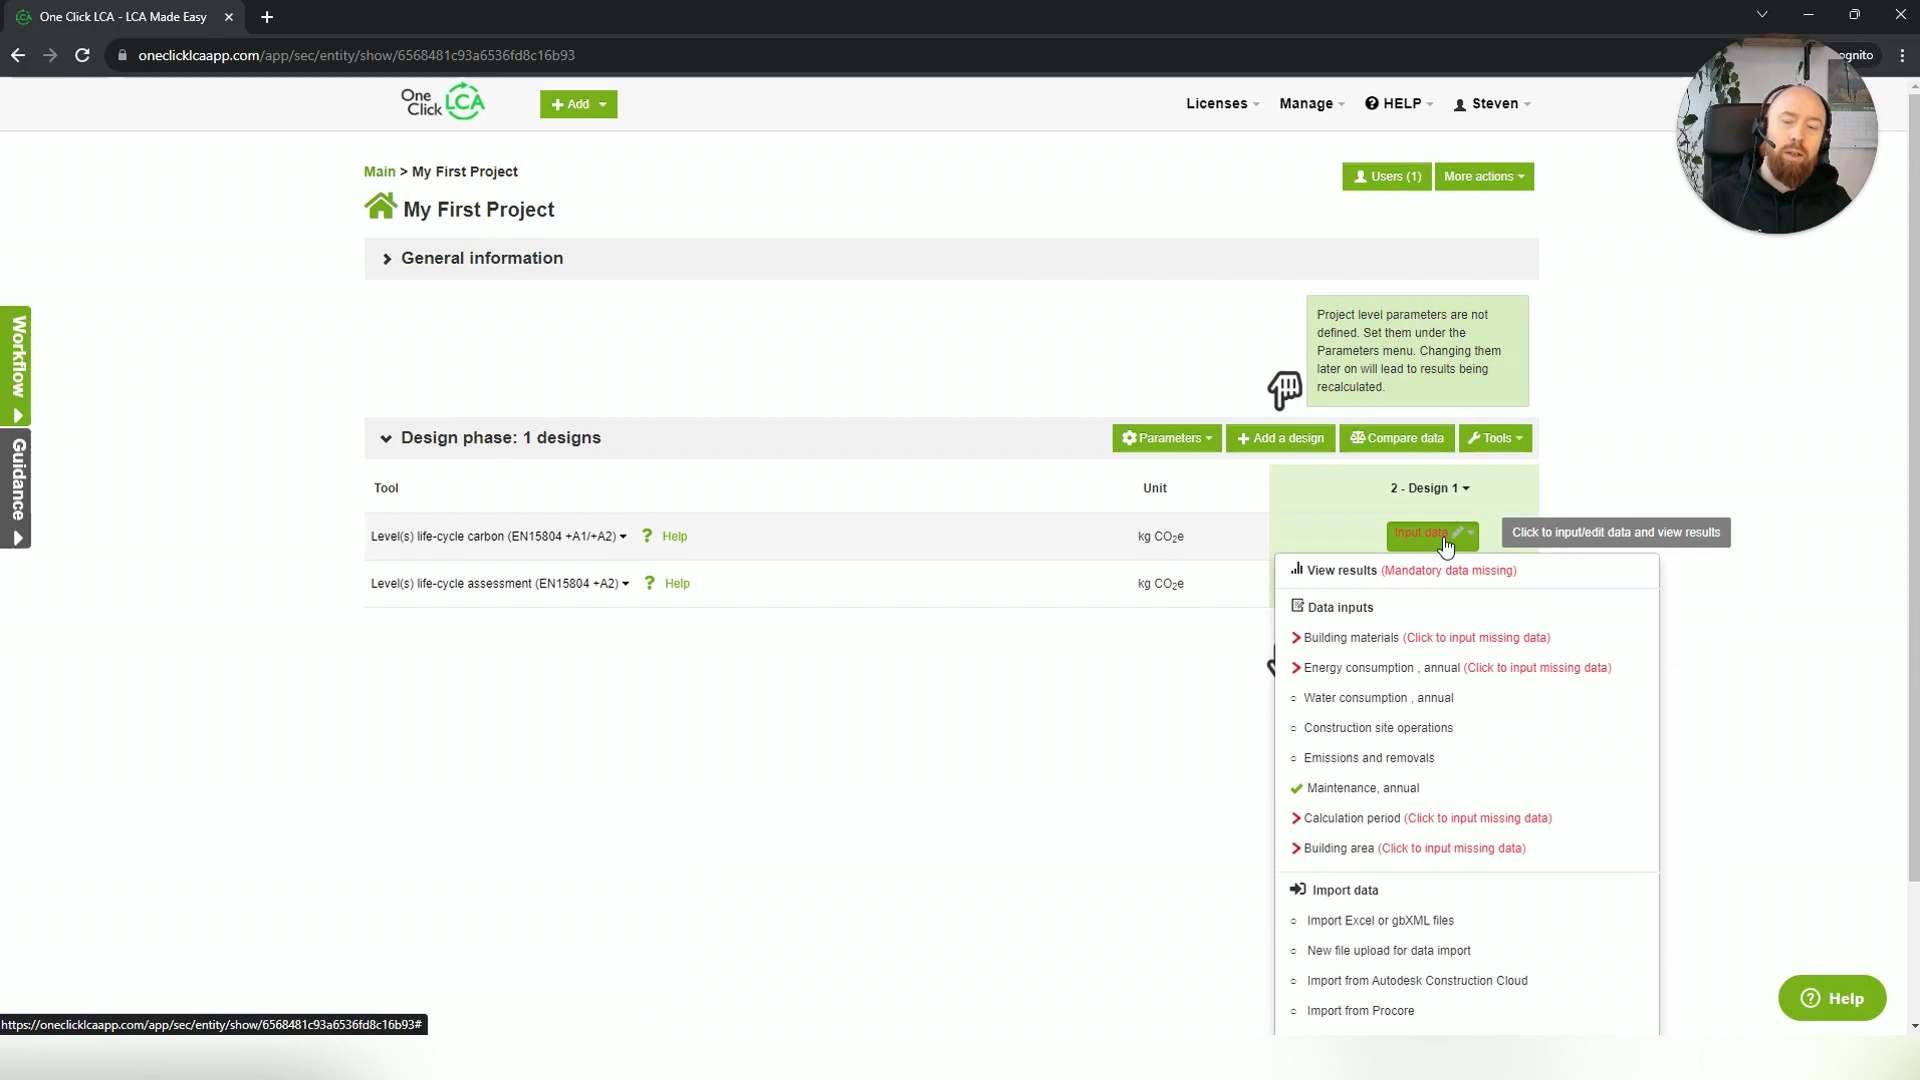 One Click LCA - LCA Made Easy
oneclicklcaapp.com/app/sec/entity/show/6568481c93a6536fd8c16b93
ognito
One Click LCA
+ Add
Licenses
Manage
HELP
Steven
Main > My First Project
Users (1)
More actions
My First Project
General information
Project level parameters are not
defined. Set them under the
Parameters menu. Changing them
later on will lead to results being
recalculated.
Workflow
Guidance
Design phase: 1 designs
Parameters
+ Add a design
Compare data
Tools
Tool
Unit
2 - Design 1
Level(s) life-cycle carbon (EN15804 +A1/+A2)
? Help
kg CO2e
Input data
Click to input/edit data and view results
Level(s) life-cycle assessment (EN15804 +A2)
? Help
kg CO2e
View results (Mandatory data missing)
Data inputs
Building materials (Click to input missing data)
Energy consumption , annual (Click to input missing data)
Water consumption , annual
Construction site operations
Emissions and removals
Maintenance, annual
Calculation period (Click to input missing data)
Building area (Click to input missing data)
Import data
Import Excel or gbXML files
New file upload for data import
Import from Autodesk Construction Cloud
Import from Procore
Help
https://oneclicklcaapp.com/app/sec/entity/show/6568481c93a6536fd8c16b93#